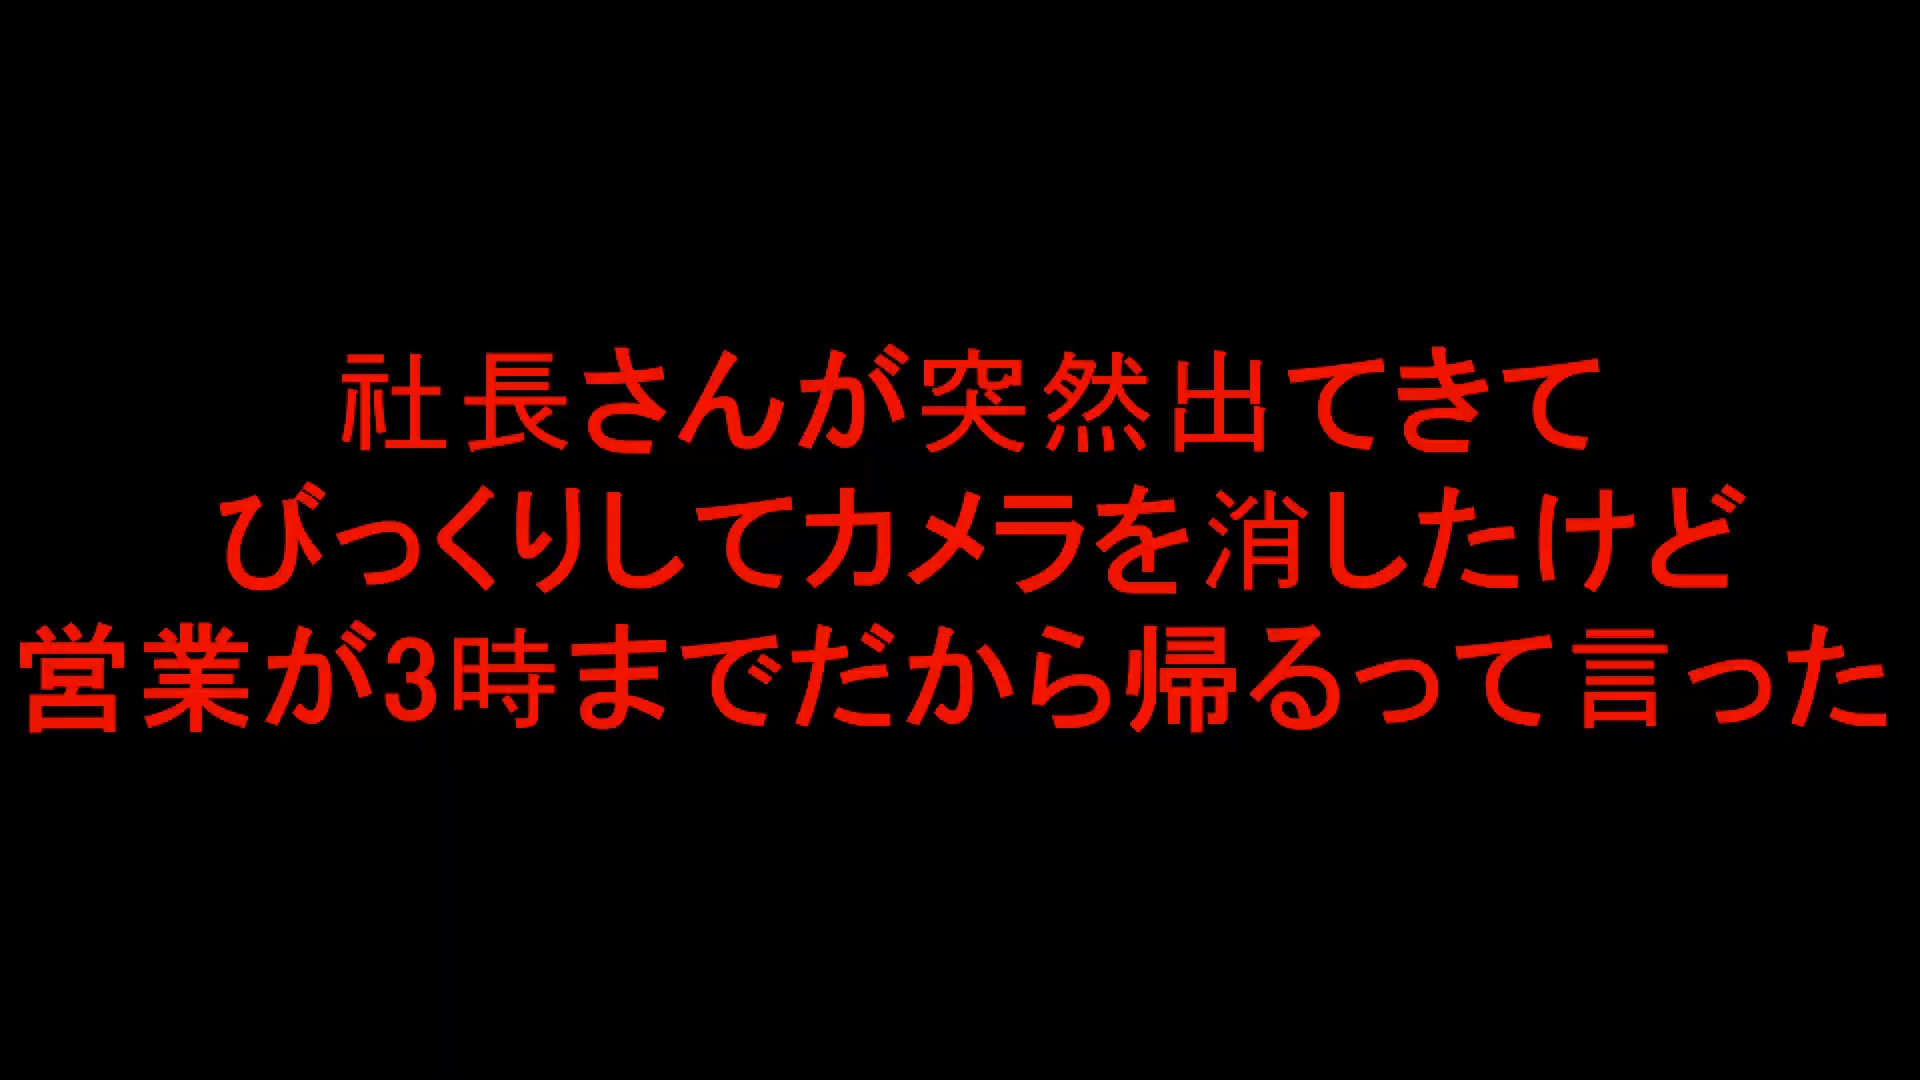 社長さんが突然出てきて
びっくりしてカメラを消したけど
営業が3時までだから帰るって言った